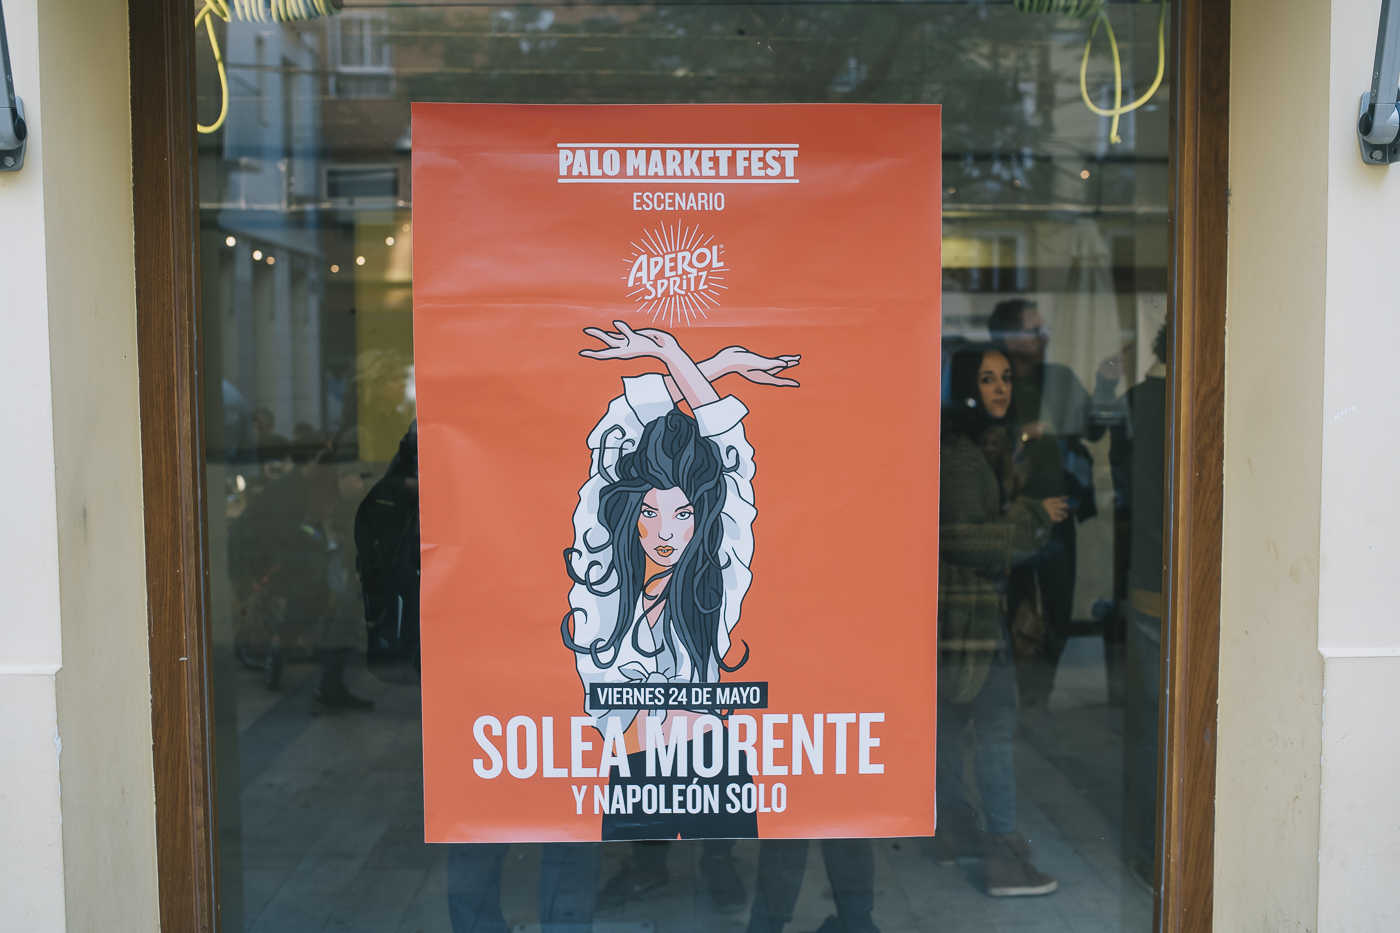 PALO MARKET FEST
ESCENARIO
APEROL
SPRITZ
VIERNES 24 DE MAYO
SOLEA MORENTE
Y NAPOLEÓN SOLO